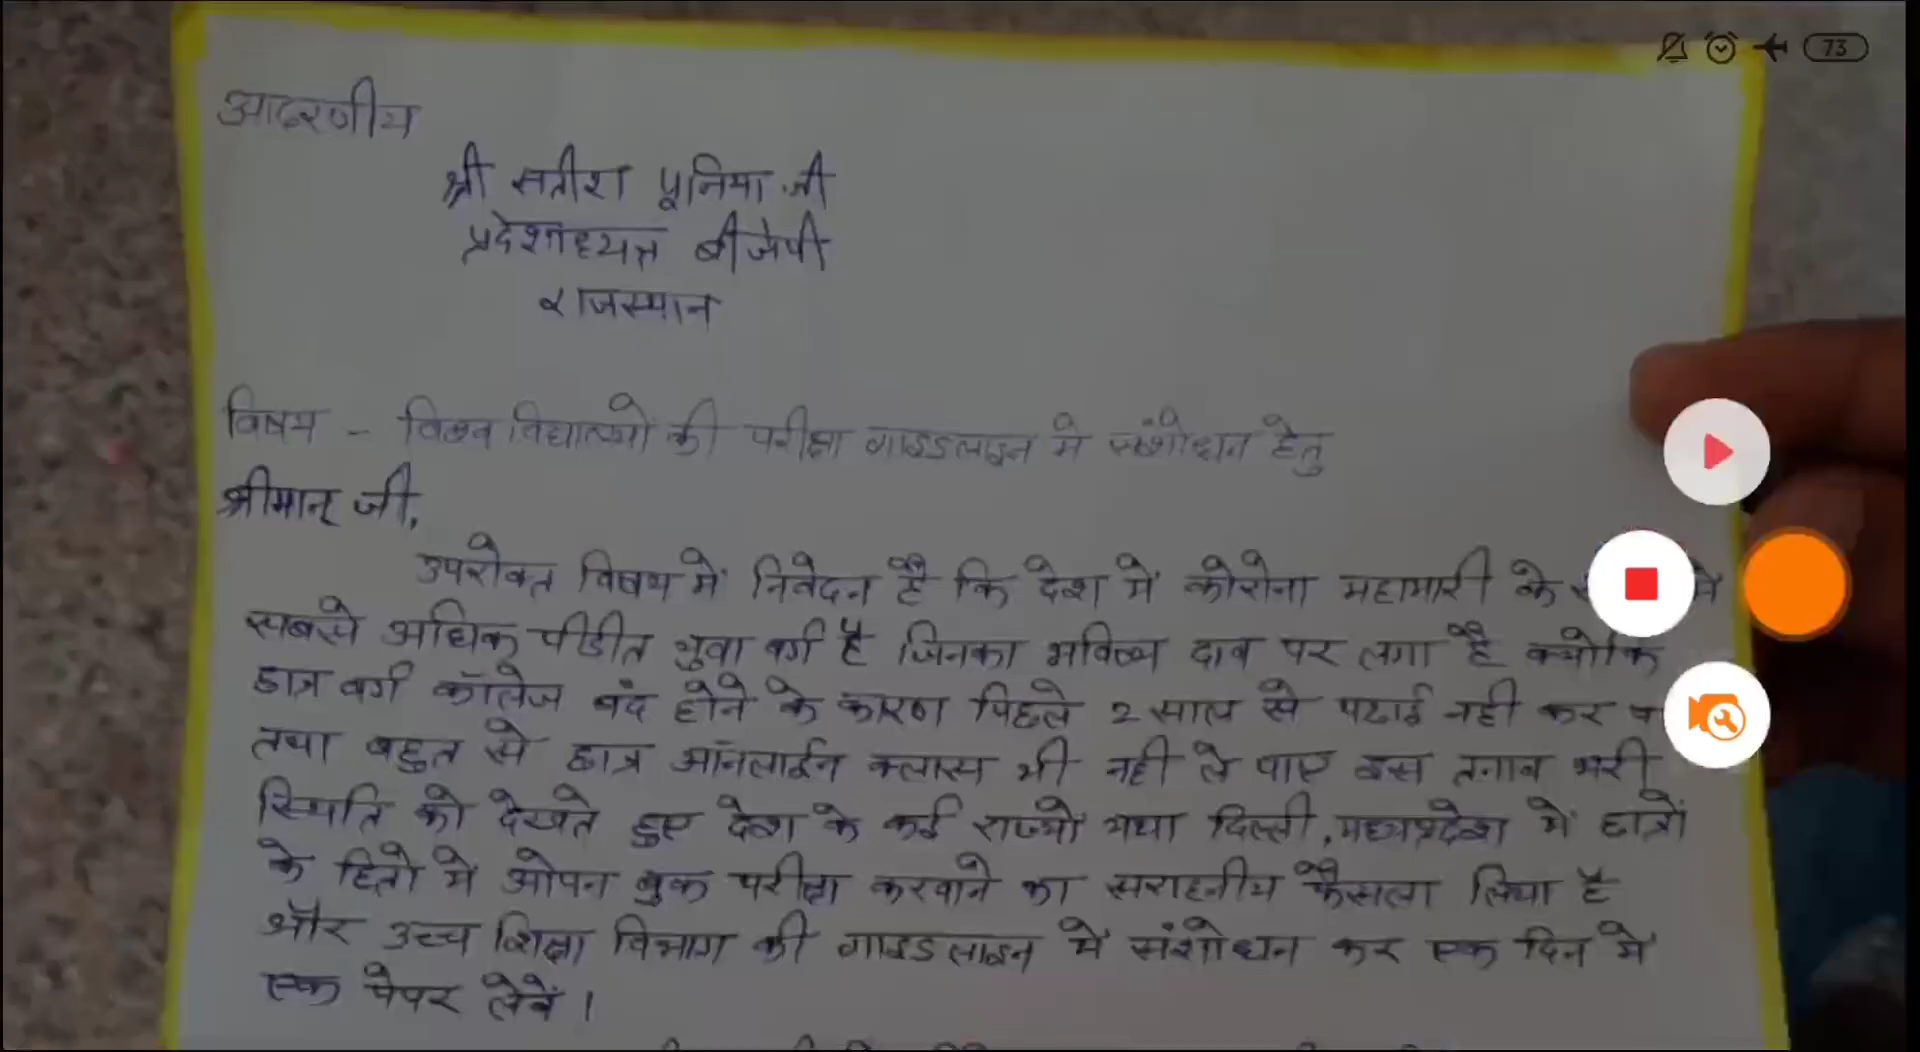 73
आदरणीय
श्री सतीश पूनिया जी
प्रदेशाध्यक्ष बीजेपी
राजस्थान
विषय - विश्व विद्यालयों की परीक्षा गाइडलाइन मे संशोधन हेतु
श्रीमान् जी,
उपरोक्त विषय में निवेदन है कि देश में कोरोना महामारी के में
सबसे अधिक पीडीत युवा वर्ग है जिनका भविष्य दाव पर लगा है क्योकि
छात्र वर्ग कॉलेज बंद होने के कारण पिछले 2 साल से पढाई नही कर
तथा बहुत से छात्र ऑनलाईन क्लास भी नही ले पाए इस तनाव भरी
स्थिति को देखते हुए देश के कई राज्यो यथा दिल्ली, मध्यप्रदेश में छात्रों
के हितो मे ओपन बुक परीक्षा करवाने का सराहनीय फैसला लिया है
और उच्च शिक्षा विभाग की गाइडलाइन में संशोधन कर एक दिन में
एक पेपर लेवें ।